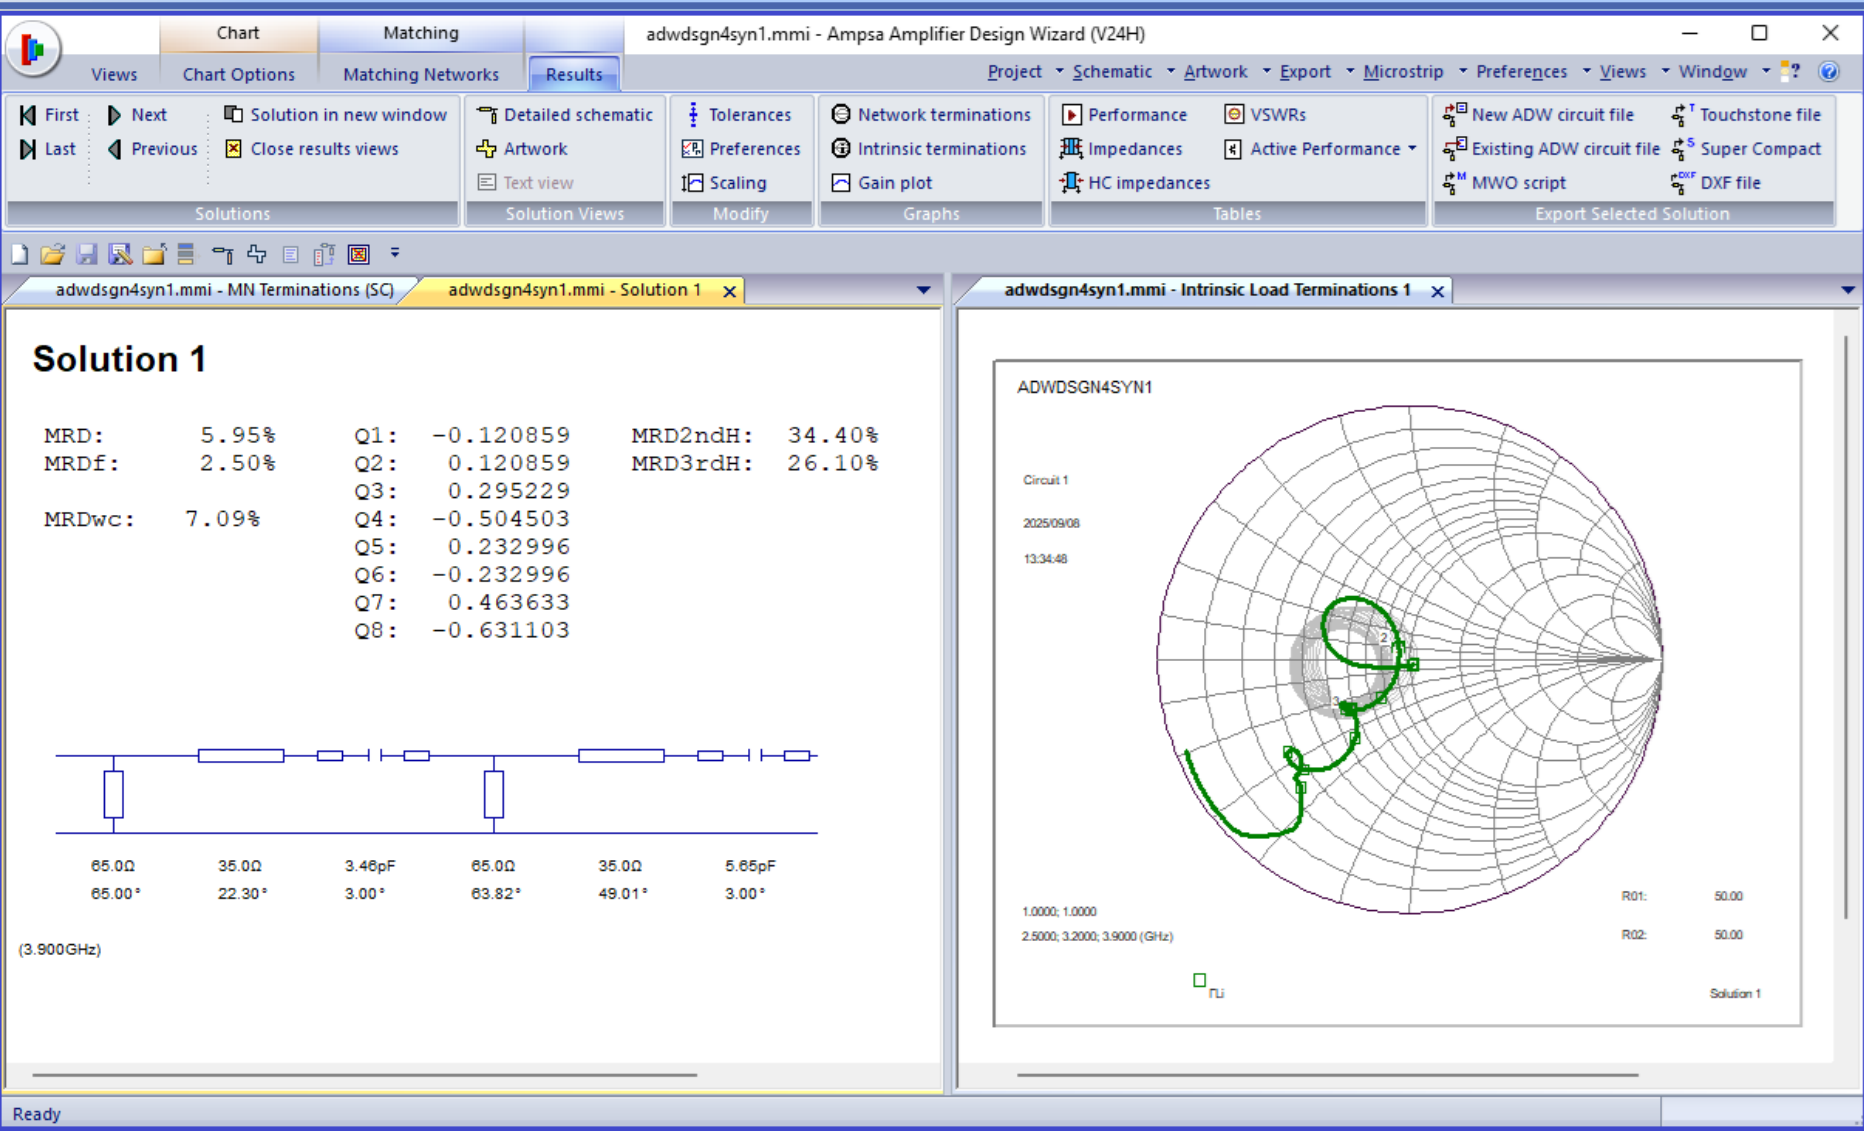 Chart
Matching
adwdsgn4syn1.mmi - Ampsa Amplifier Design Wizard (V24H)
Views
Chart Options
Matching Networks
Results
Project Schematic Artwork Export Microstrip Preferences Views Window ?
First Next Solution in new window
Last Previous Close results views
Solutions
Detailed schematic
Artwork
Text view
Solution Views
Tolerances
Preferences
Scaling
Modify
Network terminations
Intrinsic terminations
Gain plot
Graphs
Performance VSWRs
Impedances Active Performance
HC impedances
Tables
New ADW circuit file Touchstone file
Existing ADW circuit file Super Compact
MWO script DXF file
Export Selected Solution
adwdsgn4syn1.mmi - MN Terminations (SC)
adwdsgn4syn1.mmi - Solution 1
adwdsgn4syn1.mmi - Intrinsic Load Terminations 1
Solution 1
MRD: 5.95% Q1: -0.120859 MRD2ndH: 34.40%
MRDf: 2.50% Q2: 0.120859 MRD3rdH: 26.10%
Q3: 0.295229
MRDwc: 7.09% Q4: -0.504503
Q5: 0.232996
Q6: -0.232996
Q7: 0.463633
Q8: -0.631103
65.0Ω 35.0Ω 3.46pF 65.0Ω 35.0Ω 5.65pF
65.00° 22.30° 3.00° 63.82° 49.01° 3.00°
(3.900GHz)
ADWDSGN4SYN1
Circuit 1
2025/09/08
13:34:48
2
3
1.0000; 1.0000
2.5000; 3.2000; 3.9000 (GHz)
R01: 50.00
R02: 50.00
ΓLi
Solution 1
Ready